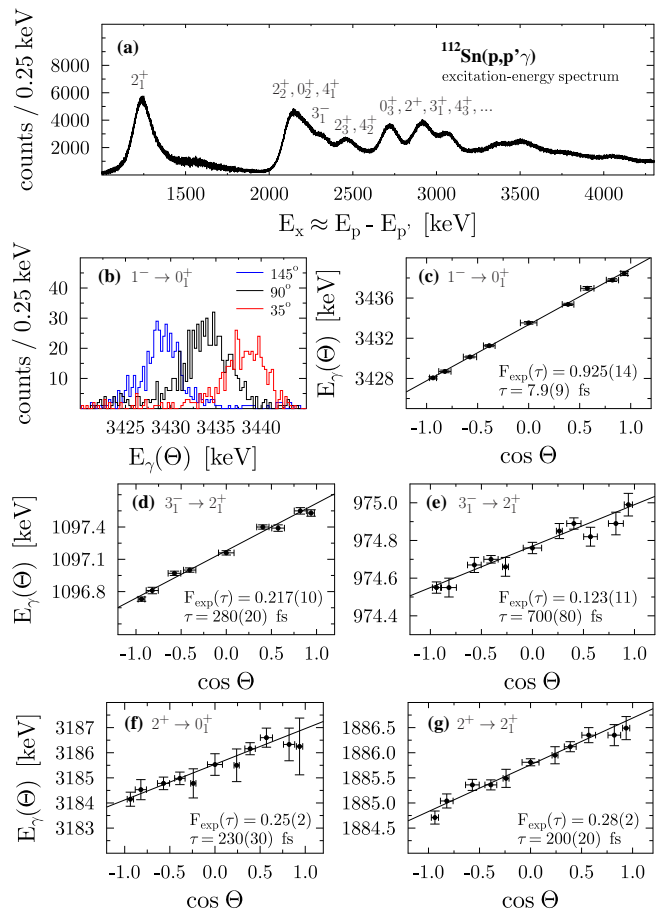 (a)
¹¹²Sn(p,p'γ)
excitation-energy spectrum
2₁⁺
2₂⁺, 0₂⁺, 4₁⁺
3₁⁻
2₃⁺, 4₂⁺
0₃⁺, 2⁺, 3₁⁺, 4₃⁺, ...
counts / 0.25 keV
8000
6000
4000
2000
1500 2000 2500 3000 3500 4000
Eₓ ≈ Eₚ - Eₚ' [keV]
(b) 1⁻ → 0₁⁺
145°
90°
35°
counts / 0.25 keV
40
30
20
10
3425 3430 3435 3440
E_γ(Θ) [keV]
(c) 1⁻ → 0₁⁺
E_γ(Θ) [keV]
3436
3432
3428
F_exp(τ) = 0.925(14)
τ = 7.9(9) fs
-1.0 -0.5 0.0 0.5 1.0
cos Θ
(d) 3₁⁻ → 2₁⁺
E_γ(Θ) [keV]
1097.4
1097.1
1096.8
F_exp(τ) = 0.217(10)
τ = 280(20) fs
-1.0 -0.5 0.0 0.5 1.0
cos Θ
(e) 3₁⁻ → 2₁⁺
975.0
974.8
974.6
974.4
F_exp(τ) = 0.123(11)
τ = 700(80) fs
-1.0 -0.5 0.0 0.5 1.0
cos Θ
(f) 2⁺ → 0₁⁺
E_γ(Θ) [keV]
3187
3186
3185
3184
3183
F_exp(τ) = 0.25(2)
τ = 230(30) fs
-1.0 -0.5 0.0 0.5 1.0
cos Θ
(g) 2⁺ → 2₁⁺
1886.5
1886.0
1885.5
1885.0
1884.5
F_exp(τ) = 0.28(2)
τ = 200(20) fs
-1.0 -0.5 0.0 0.5 1.0
cos Θ